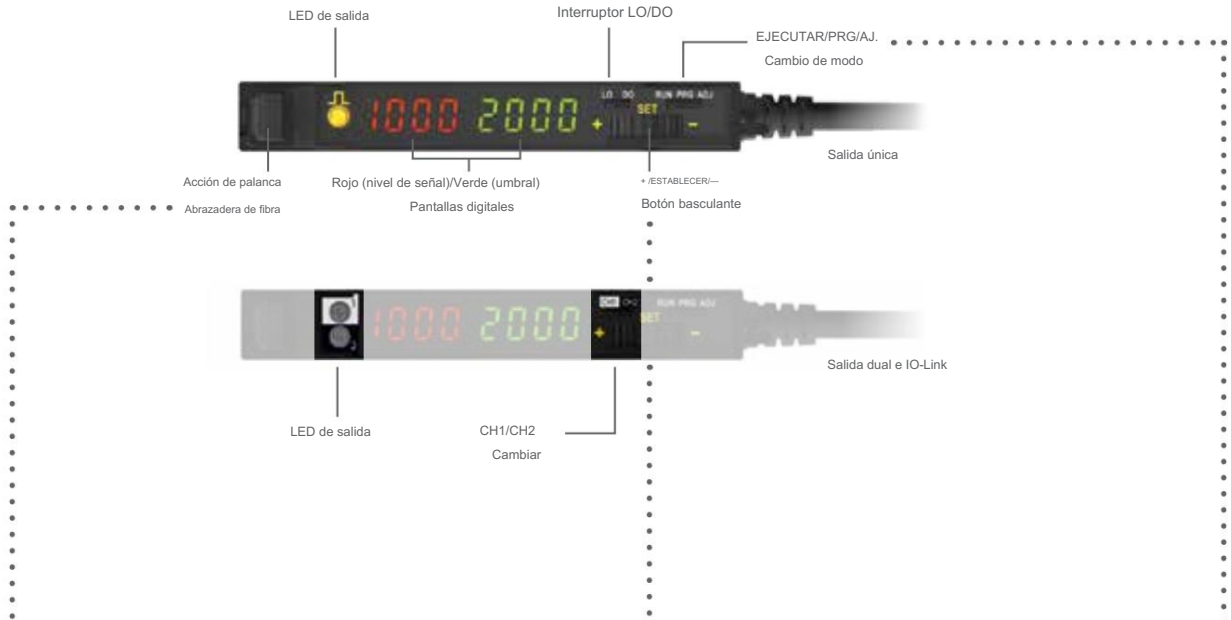 LED de salida
Interruptor LO/DO
EJECUTAR/PRG/AJ.
Cambio de modo
LO DO
RUN PRG ADJ
SET
1000 2000
+ -
Salida única
Acción de palanca
Abrazadera de fibra
Rojo (nivel de señal)/Verde (umbral)
Pantallas digitales
+ /ESTABLECER/—
Botón basculante
CH1 CH2
RUN PRG ADJ
SET
1000 2000
+ -
Salida dual e IO-Link
LED de salida
CH1/CH2
Cambiar